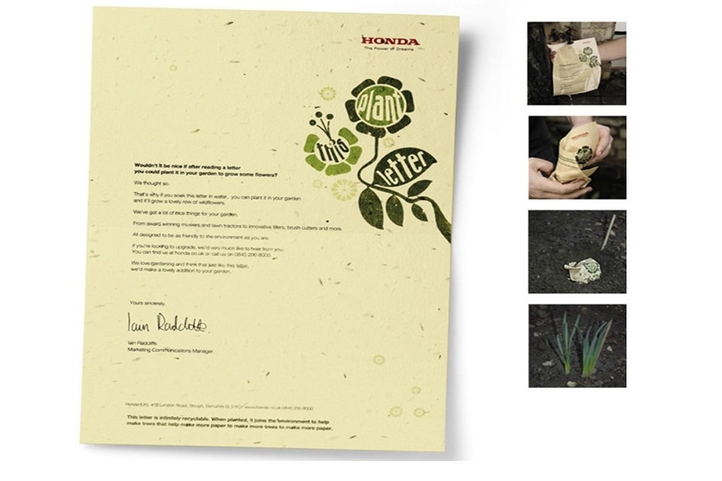 HONDA
The Power of Dreams
plant
this
letter
Wouldn't it be nice if after reading a letter
you could plant it in your garden to grow some flowers?
We thought so.
That's why if you soak this letter in water, you can plant it in your garden
and it'll grow a lovely row of wildflowers.
We've got a lot of nice things for your garden.
From award winning mowers and lawn tractors to innovative tillers, brush cutters and more.
All designed to be as friendly to the environment as you are.
If you're looking to upgrade, we'd very much like to hear from you.
You can find us at honda.co.uk or call us on 0845 200 8000.
We love gardening and think that just like this letter,
we'd make a lovely addition to your garden.
Yours sincerely,
Iain Radcliffe
Iain Radcliffe
Marketing Communications Manager
London Road, Slough,
This letter is infinitely recyclable. When planted, it joins the environment to help
make trees that help make more paper to make more trees to make more paper.